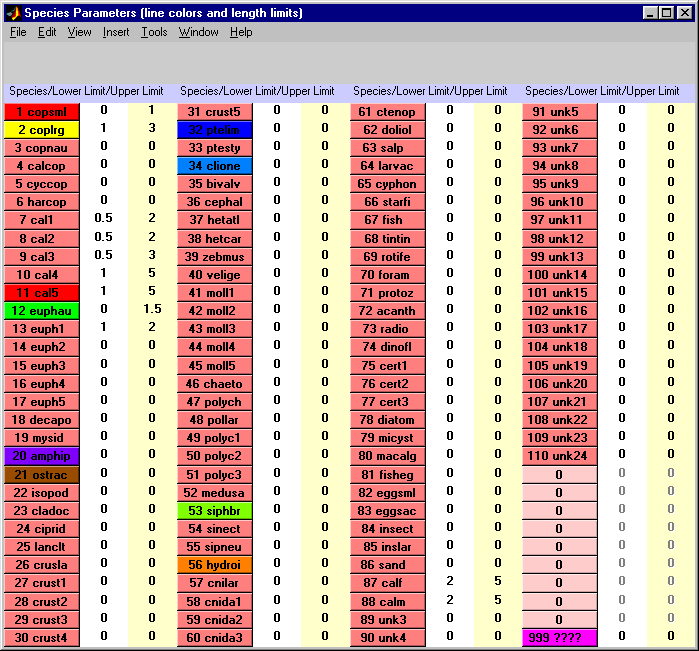 Species Parameters (line colors and length limits)
File Edit View Insert Tools Window Help
Species/Lower Limit/Upper Limit Species/Lower Limit/Upper Limit Species/Lower Limit/Upper Limit Species/Lower Limit/Upper Limit
1 copsml 0 1 31 crust5 0 0 61 ctenop 0 0 91 unk5 0 0
2 coplrg 1 3 32 ptelim 0 0 62 doliol 0 0 92 unk6 0 0
3 copnau 0 0 33 ptesty 0 0 63 salp 0 0 93 unk7 0 0
4 calcop 0 0 34 clione 0 0 64 larvac 0 0 94 unk8 0 0
5 cyccop 0 0 35 bivalv 0 0 65 cyphon 0 0 95 unk9 0 0
6 harcop 0 0 36 cephal 0 0 66 starfi 0 0 96 unk10 0 0
7 cal1 0.5 2 37 hetatl 0 0 67 fish 0 0 97 unk11 0 0
8 cal2 0.5 2 38 hetcar 0 0 68 tintin 0 0 98 unk12 0 0
9 cal3 0.5 3 39 zebmus 0 0 69 rotife 0 0 99 unk13 0 0
10 cal4 1 5 40 velige 0 0 70 foram 0 0 100 unk14 0 0
11 cal5 1 5 41 moll1 0 0 71 protoz 0 0 101 unk15 0 0
12 euphau 0 1.5 42 moll2 0 0 72 acanth 0 0 102 unk16 0 0
13 euph1 1 2 43 moll3 0 0 73 radio 0 0 103 unk17 0 0
14 euph2 0 0 44 moll4 0 0 74 dinofl 0 0 104 unk18 0 0
15 euph3 0 0 45 moll5 0 0 75 cert1 0 0 105 unk19 0 0
16 euph4 0 0 46 chaeto 0 0 76 cert2 0 0 106 unk20 0 0
17 euph5 0 0 47 polych 0 0 77 cert3 0 0 107 unk21 0 0
18 decapo 0 0 48 pollar 0 0 78 diatom 0 0 108 unk22 0 0
19 mysid 0 0 49 polyc1 0 0 79 micyst 0 0 109 unk23 0 0
20 amphip 0 0 50 polyc2 0 0 80 macalg 0 0 110 unk24 0 0
21 ostrac 0 0 51 polyc3 0 0 81 fisheg 0 0 0 0 0
22 isopod 0 0 52 medusa 0 0 82 eggsml 0 0 0 0 0
23 cladoc 0 0 53 siphbr 0 0 83 eggsac 0 0 0 0 0
24 ciprid 0 0 54 sinect 0 0 84 insect 0 0 0 0 0
25 lanclt 0 0 55 sipneu 0 0 85 inslar 0 0 0 0 0
26 crusla 0 0 56 hydroi 0 0 86 sand 0 0 0 0 0
27 crust1 0 0 57 cnilar 0 0 87 calf 2 5 0 0 0
28 crust2 0 0 58 cnida1 0 0 88 calm 2 5 0 0 0
29 crust3 0 0 59 cnida2 0 0 89 unk3 0 0 0 0 0
30 crust4 0 0 60 cnida3 0 0 90 unk4 0 0 999 ???? 0 0